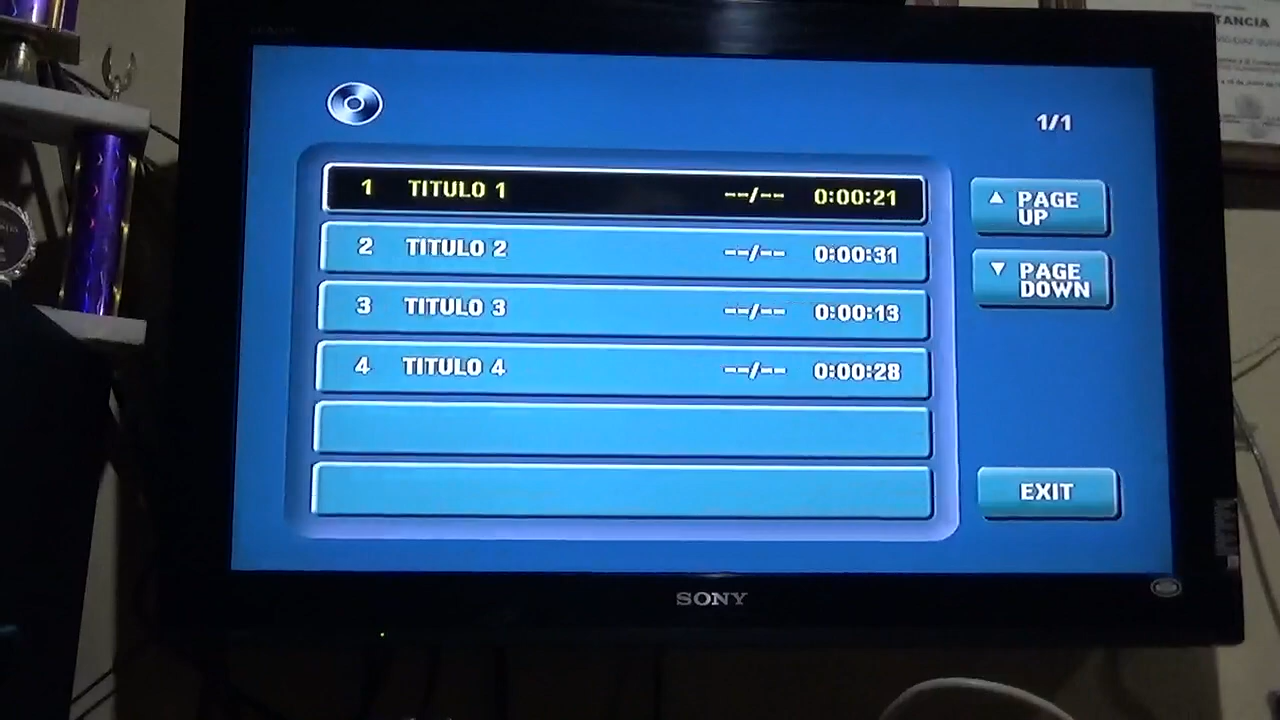 TANCIA
1/1
1 TITULO 1 --/-- 0:00:21
2 TITULO 2 --/-- 0:00:31
3 TITULO 3 --/-- 0:00:13
4 TITULO 4 --/-- 0:00:28
▲ PAGE
UP
▼ PAGE
DOWN
EXIT
SONY